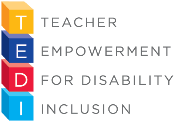 T TEACHER
E EMPOWERMENT
D FOR DISABILITY
I INCLUSION